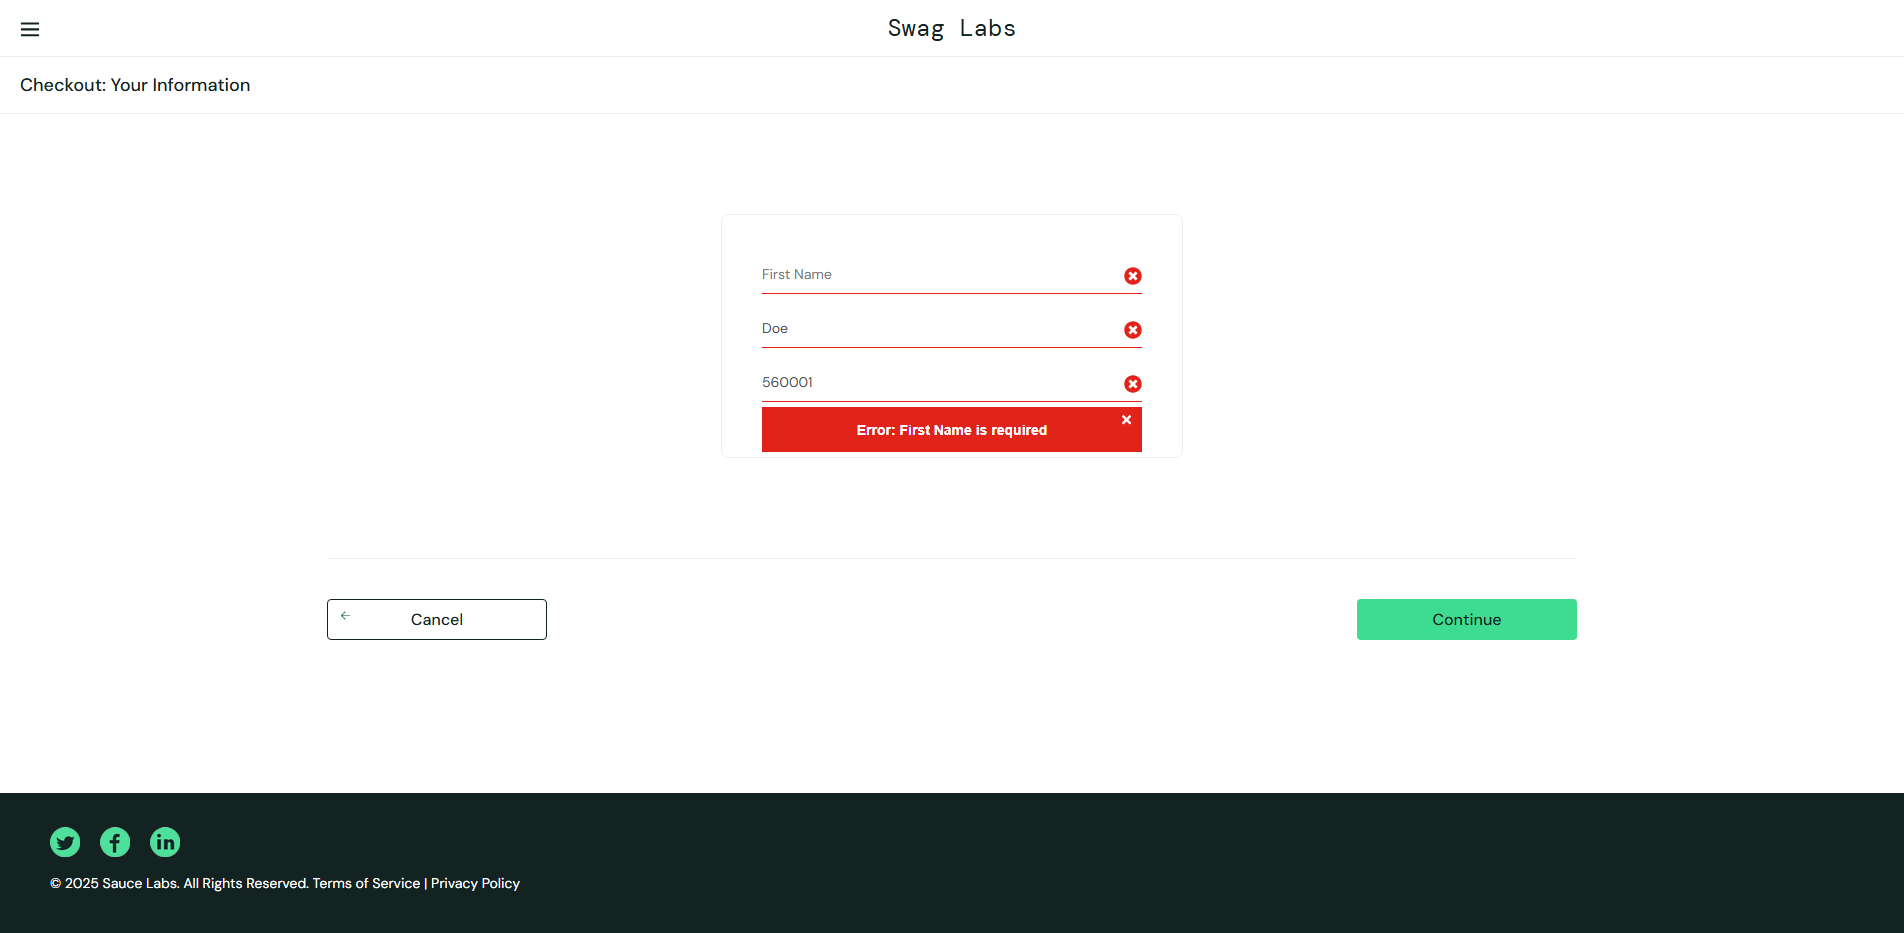 Swag Labs
Checkout: Your Information
First Name
Doe
560001
Error: First Name is required
Cancel
Continue
© 2025 Sauce Labs. All Rights Reserved. Terms of Service | Privacy Policy